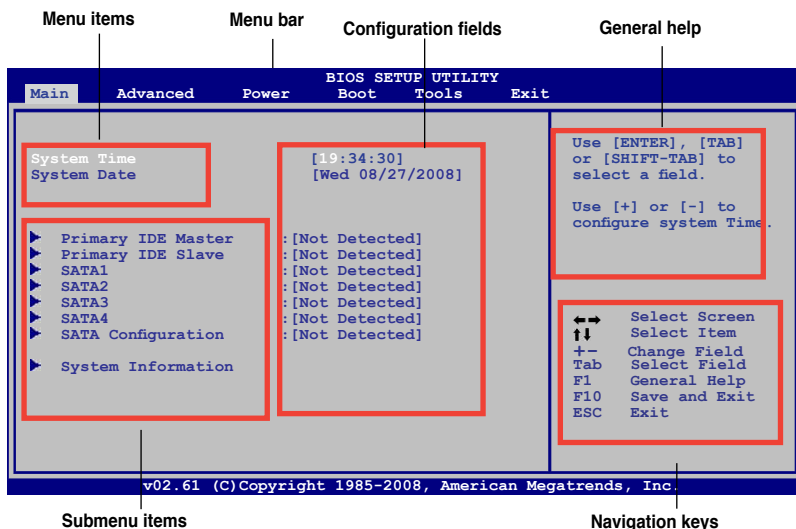 Menu items
Menu bar
Configuration fields
General help
BIOS SETUP UTILITY
Main Advanced Power Boot Tools Exit
System Time [19:34:30]
System Date [Wed 08/27/2008]
Primary IDE Master :[Not Detected]
Primary IDE Slave :[Not Detected]
SATA1 :[Not Detected]
SATA2 :[Not Detected]
SATA3 :[Not Detected]
SATA4 :[Not Detected]
SATA Configuration :[Not Detected]
System Information
Use [ENTER], [TAB]
or [SHIFT-TAB] to
select a field.
Use [+] or [-] to
configure system Time.
←→ Select Screen
↑↓ Select Item
+- Change Field
Tab Select Field
F1 General Help
F10 Save and Exit
ESC Exit
v02.61 (C)Copyright 1985-2008, American Megatrends, Inc.
Submenu items
Navigation keys